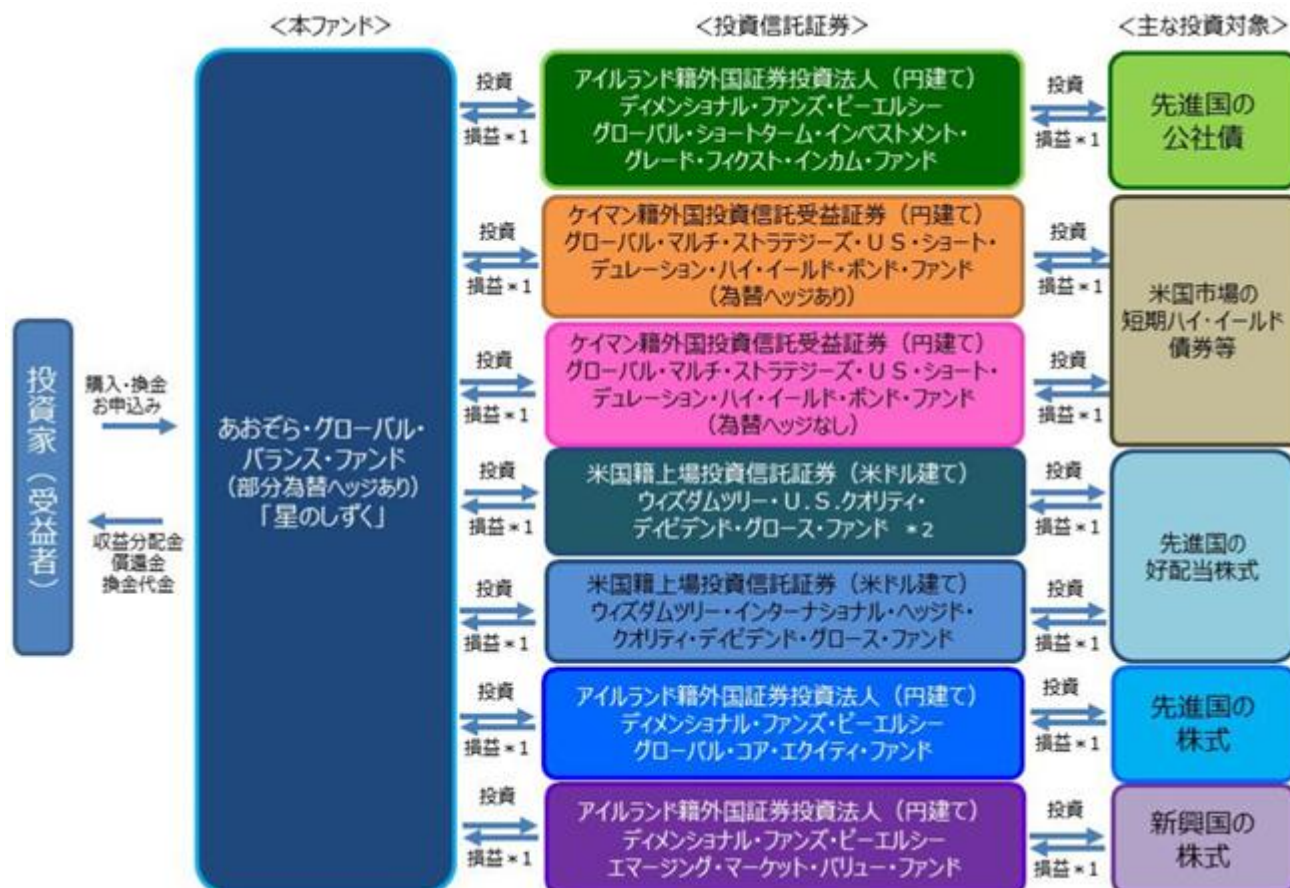 <本ファンド>
<投資信託証券>
<主な投資対象>
投資家(受益者)
購入・換金
お申込み
収益分配金
償還金
換金代金
あおぞら・グローバル・
バランス・ファンド
(部分為替ヘッジあり)
「星のしずく」
投資
損益*1
アイルランド籍外国証券投資法人(円建て)
ディメンショナル・ファンズ・ピーエルシー
グローバル・ショートターム・インベストメント・
グレード・フィクスト・インカム・ファンド
投資
損益*1
先進国の
公社債
投資
損益*1
ケイマン籍外国投資信託受益証券(円建て)
グローバル・マルチ・ストラテジーズ・US・ショート・
デュレーション・ハイ・イールド・ボンド・ファンド
(為替ヘッジあり)
投資
損益*1
米国市場の
短期ハイ・イールド
債券等
投資
損益*1
ケイマン籍外国投資信託受益証券(円建て)
グローバル・マルチ・ストラテジーズ・US・ショート・
デュレーション・ハイ・イールド・ボンド・ファンド
(為替ヘッジなし)
投資
損益*1
投資
損益*1
米国籍上場投資信託証券(米ドル建て)
ウィズダムツリー・U.S.クオリティ・
ディビデンド・グロース・ファンド *2
投資
損益*1
先進国の
好配当株式
投資
損益*1
米国籍上場投資信託証券(米ドル建て)
ウィズダムツリー・インターナショナル・ヘッジド・
クオリティ・ディビデンド・グロース・ファンド
投資
損益*1
投資
損益*1
アイルランド籍外国証券投資法人(円建て)
ディメンショナル・ファンズ・ピーエルシー
グローバル・コア・エクイティ・ファンド
投資
損益*1
先進国の
株式
投資
損益*1
アイルランド籍外国証券投資法人(円建て)
ディメンショナル・ファンズ・ピーエルシー
エマージング・マーケット・バリュー・ファンド
投資
損益*1
新興国の
株式